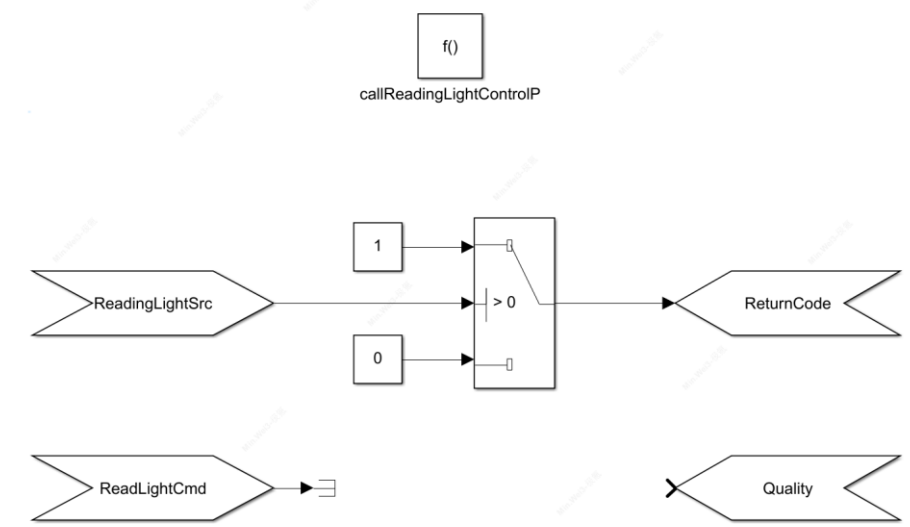 f()
callReadingLightControlP
1
ReadingLightSrc
> 0
ReturnCode
0
ReadLightCmd
Quality